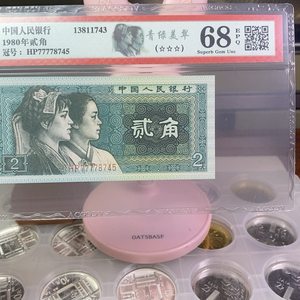 中国人民银行
13811743
1980年贰角
冠号：HP77778745
青绿美翠
(☆☆☆)
68
EPQ
Superb Gem Unc
中国人民银行
贰角
2
HP77778745
2
DATSBASE